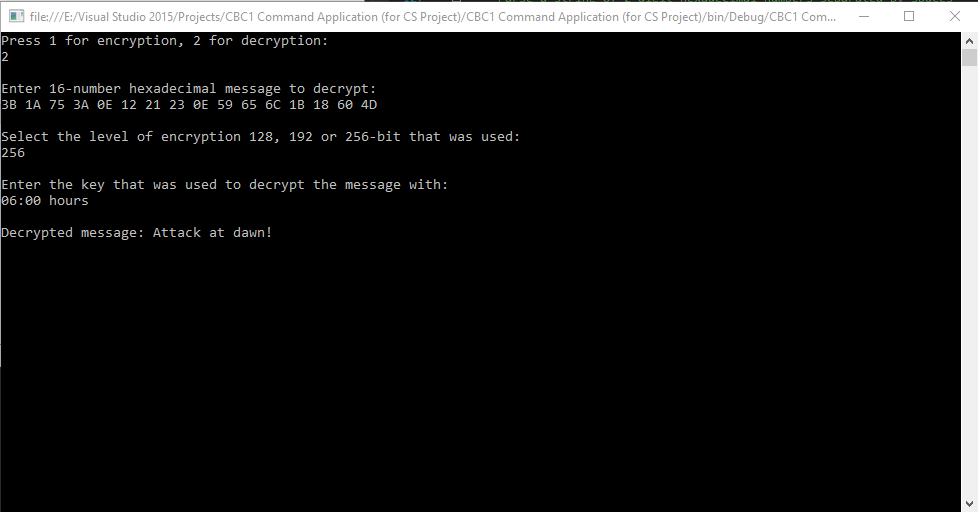 file:///E:/Visual Studio 2015/Projects/CBC1 Command Application (for CS Project)/CBC1 Command Application (for CS Project)/bin/Debug/CBC1 Com...
Press 1 for encryption, 2 for decryption:
2
Enter 16-number hexadecimal message to decrypt:
3B 1A 75 3A 0E 12 21 23 0E 59 65 6C 1B 18 60 4D
Select the level of encryption 128, 192 or 256-bit that was used:
256
Enter the key that was used to decrypt the message with:
06:00 hours
Decrypted message: Attack at dawn!